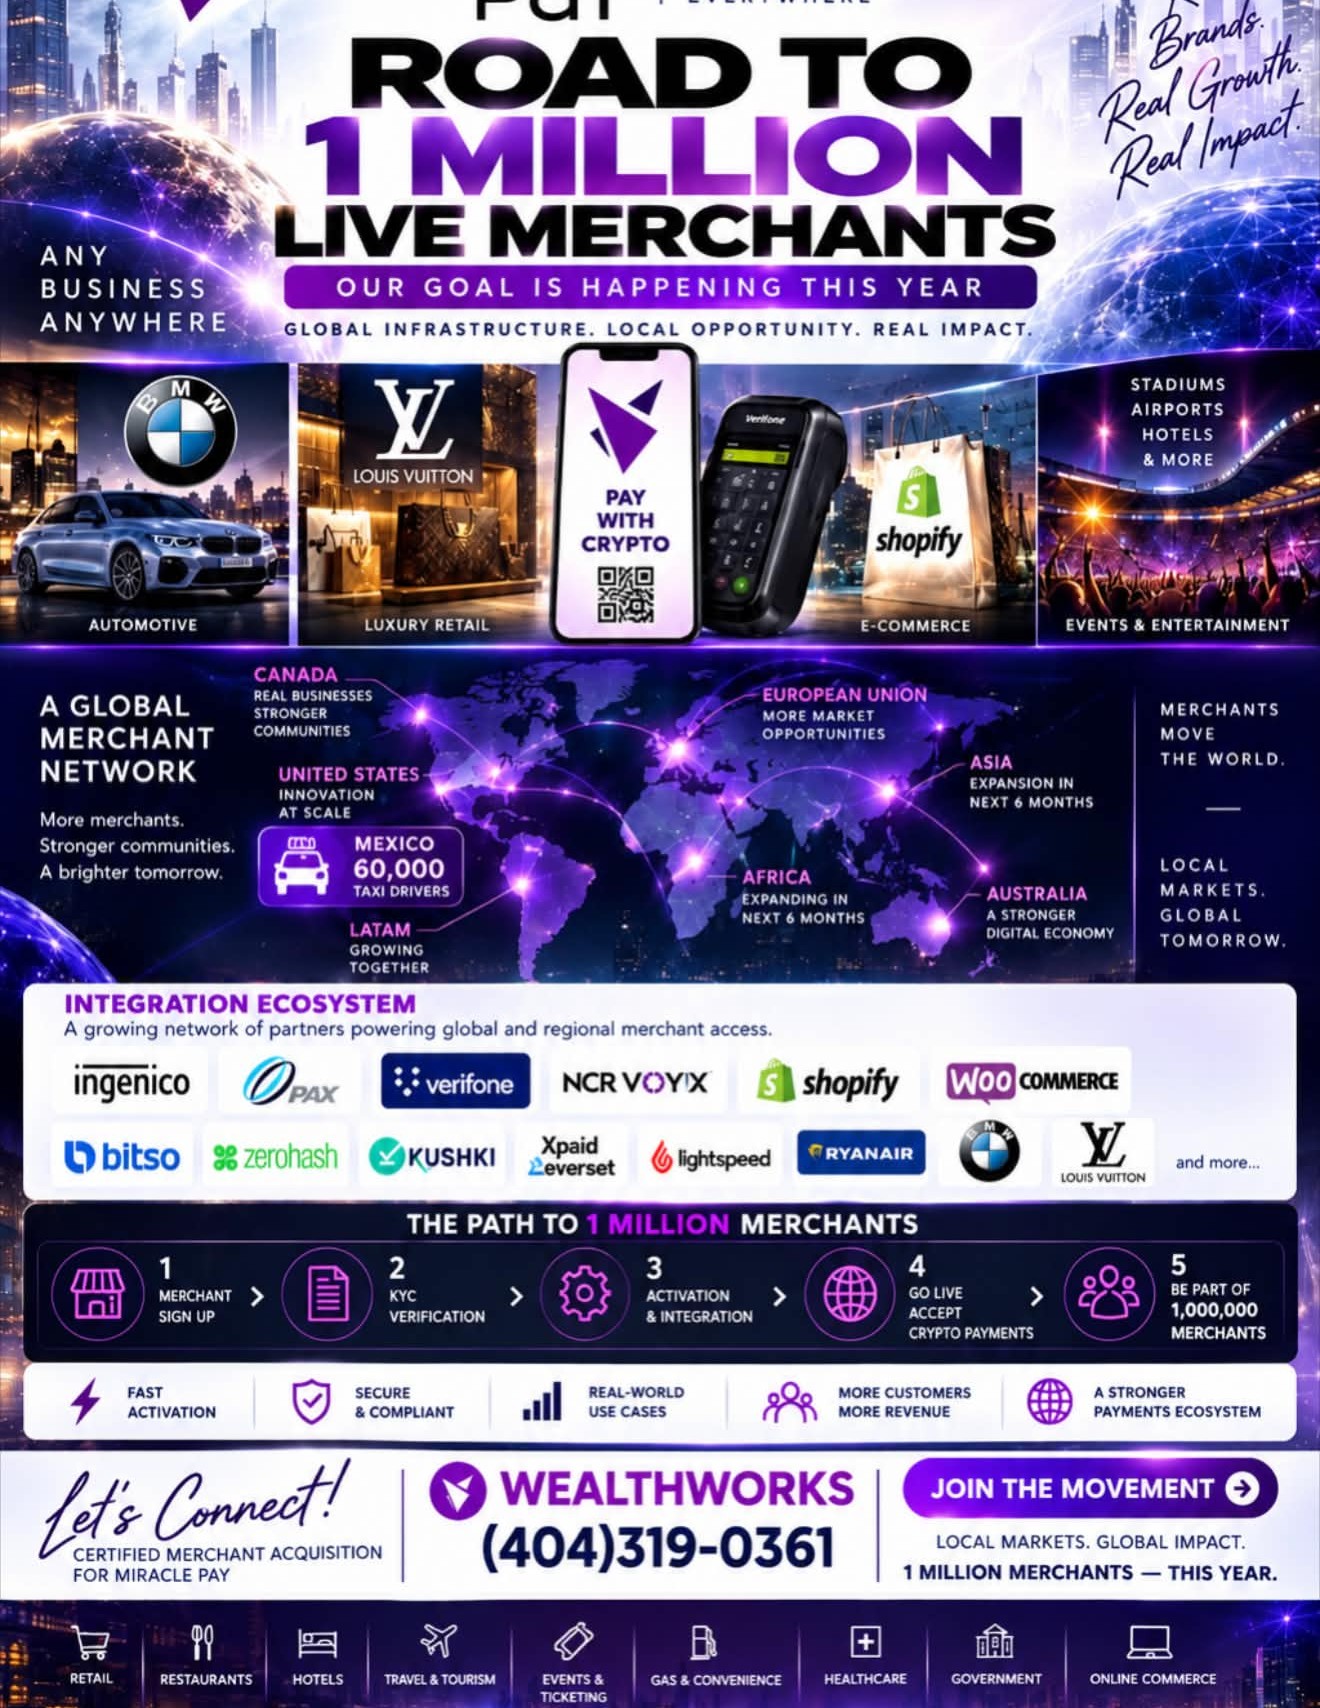 Pay | EVERYWHERE
Brands.
Real Growth.
Real Impact.
ROAD TO
1 MILLION
LIVE MERCHANTS
OUR GOAL IS HAPPENING THIS YEAR
GLOBAL INFRASTRUCTURE. LOCAL OPPORTUNITY. REAL IMPACT.
ANY
BUSINESS
ANYWHERE
BMW
AUTOMOTIVE
LV
LOUIS VUITTON
LUXURY RETAIL
PAY
WITH
CRYPTO
Verifone
shopify
E-COMMERCE
STADIUMS
AIRPORTS
HOTELS
& MORE
EVENTS & ENTERTAINMENT
A GLOBAL
MERCHANT
NETWORK
More merchants.
Stronger communities.
A brighter tomorrow.
CANADA
REAL BUSINESSES
STRONGER
COMMUNITIES
UNITED STATES
INNOVATION
AT SCALE
MEXICO
60,000
TAXI DRIVERS
LATAM
GROWING
TOGETHER
EUROPEAN UNION
MORE MARKET
OPPORTUNITIES
ASIA
EXPANSION IN
NEXT 6 MONTHS
AFRICA
EXPANDING IN
NEXT 6 MONTHS
AUSTRALIA
A STRONGER
DIGITAL ECONOMY
MERCHANTS
MOVE
THE WORLD.
LOCAL
MARKETS.
GLOBAL
TOMORROW.
INTEGRATION ECOSYSTEM
A growing network of partners powering global and regional merchant access.
ingenico
PAX
verifone
NCR VOYIX
S shopify
WOO COMMERCE
bitso
zerohash
KUSHKI
Xpaid
everset
lightspeed
RYANAIR
BMW
LV
LOUIS VUITTON
and more...
THE PATH TO 1 MILLION MERCHANTS
1
MERCHANT
SIGN UP
2
KYC
VERIFICATION
3
ACTIVATION
& INTEGRATION
4
GO LIVE
ACCEPT
CRYPTO PAYMENTS
5
BE PART OF
1,000,000
MERCHANTS
FAST
ACTIVATION
SECURE
& COMPLIANT
REAL-WORLD
USE CASES
MORE CUSTOMERS
MORE REVENUE
A STRONGER
PAYMENTS ECOSYSTEM
Let's Connect!
CERTIFIED MERCHANT ACQUISITION
FOR MIRACLE PAY
WEALTHWORKS
(404)319-0361
JOIN THE MOVEMENT
LOCAL MARKETS. GLOBAL IMPACT.
1 MILLION MERCHANTS — THIS YEAR.
RETAIL
RESTAURANTS
HOTELS
TRAVEL & TOURISM
EVENTS &
TICKETING
GAS & CONVENIENCE
HEALTHCARE
GOVERNMENT
ONLINE COMMERCE